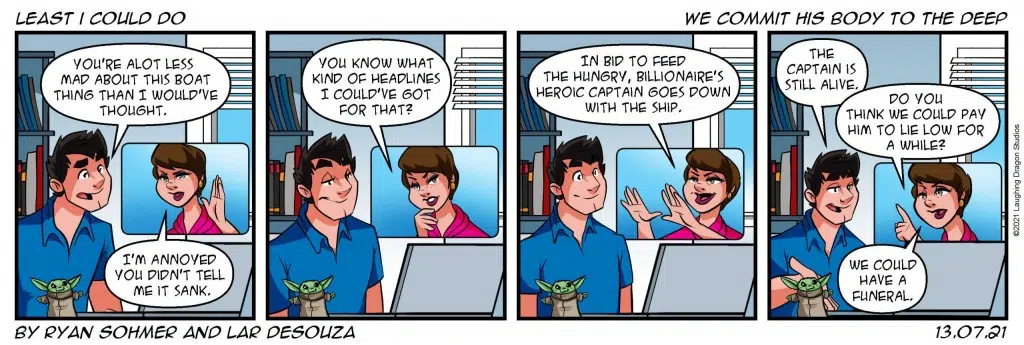 LEAST I COULD DO
WE COMMIT HIS BODY TO THE DEEP
YOU'RE ALOT LESS
MAD ABOUT THIS BOAT
THING THAN I WOULD'VE
THOUGHT.
I'M ANNOYED
YOU DIDN'T TELL
ME IT SANK.
YOU KNOW WHAT
KIND OF HEADLINES
I COULD'VE GOT
FOR THAT?
IN BID TO FEED
THE HUNGRY, BILLIONAIRE'S
HEROIC CAPTAIN GOES DOWN
WITH THE SHIP.
THE
CAPTAIN IS
STILL ALIVE.
DO YOU
THINK WE COULD PAY
HIM TO LIE LOW FOR
A WHILE?
WE COULD
HAVE A
FUNERAL.
©2021 Laughing Dragon Studios
BY RYAN SOHMER AND LAR DESOUZA
13.07.21